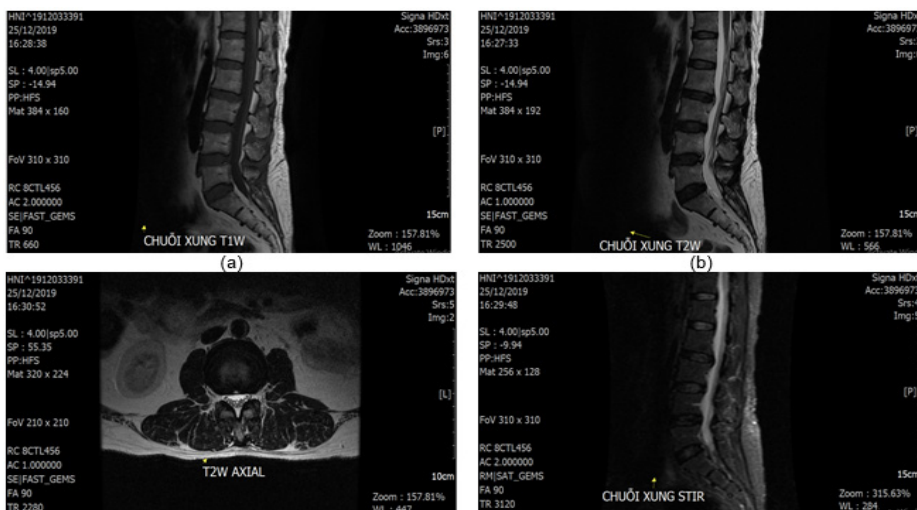 HNI^1912033391
25/12/2019
16:28:38
SL : 4.00|sp5.00
SP : -14.94
PP:HFS
Mat 384 x 160
FoV 310 x 310
RC 8CTL456
AC 2.000000
SE|FAST_GEMS
FA 90
TR 660
Signa HDxt
Acc:3896973
Srs:3
Img:6
[P]
15cm
Zoom : 157.81%
WL : 1046
CHUỖI XUNG T1W
(a)
HNI^1912033391
25/12/2019
16:27:33
SL : 4.00|sp5.00
SP : -14.94
PP:HFS
Mat 384 x 192
FoV 310 x 310
RC 8CTL456
AC 1.000000
SE|FAST_GEMS
FA 90
TR 2500
Signa HDxt
Acc:3896973
[P]
15cm
Zoom : 157.81%
WL : 566
CHUỖI XUNG T2W
(b)
HNI^1912033391
25/12/2019
16:30:52
SL : 4.00|sp5.00
SP : 55.35
PP:HFS
Mat 320 x 224
FoV 210 x 210
RC 8CTL456
AC 1.000000
SE|FAST_GEMS
FA 90
TR 2280
Signa HDxt
Acc:3896973
Srs:5
Img:2
[L]
10cm
Zoom : 157.81%
T2W AXIAL
HNI^1912033391
25/12/2019
16:29:48
SL : 4.00|sp5.00
SP : -9.94
PP:HFS
Mat 256 x 128
FoV 310 x 310
RC 8CTL456
AC 2.000000
RM|SAT_GEMS
FA 90
TR 3120
Signa HDxt
Acc:3896973
[P]
15cm
Zoom : 315.63%
WL : 284
CHUỖI XUNG STIR